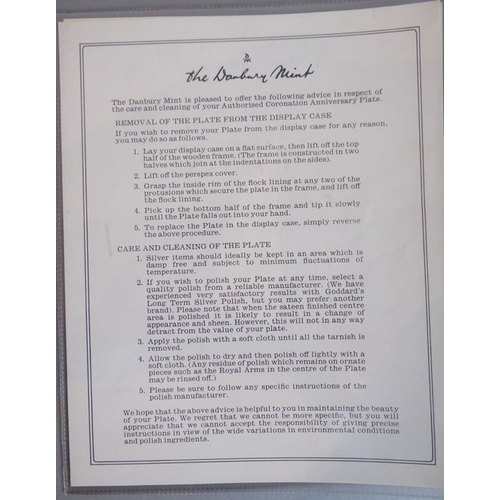 The Danbury Mint
The Danbury Mint is pleased to offer the following advice in respect of
the care and cleaning of your Authorised Coronation Anniversary Plate.
REMOVAL OF THE PLATE FROM THE DISPLAY CASE
If you wish to remove your Plate from the display case for any reason,
you may do so as follows.
1. Lay your display case on a flat surface, then lift off the top
half of the wooden frame. (The frame is constructed in two
halves which join at the indentations on the sides).
2. Lift off the perspex cover.
3. Grasp the inside rim of the flock lining at any two of the
protusions which secure the plate in the frame, and lift off
the flock lining.
4. Pick up the bottom half of the frame and tip it slowly
until the Plate falls out into your hand.
5. To replace the Plate in the display case, simply reverse
the above procedure.
CARE AND CLEANING OF THE PLATE
1. Silver items should ideally be kept in an area which is
damp free and subject to minimum fluctuations of
temperature.
2. If you wish to polish your Plate at any time, select a
quality polish from a reliable manufacturer. (We have
experienced very satisfactory results with Goddard's
Long Term Silver Polish, but you may prefer another
brand). Please note that when the sateen finished centre
area is polished it is likely to result in a change of
appearance and sheen. However, this will not in any way
detract from the value of your plate.
3. Apply the polish with a soft cloth until all the tarnish is
removed.
4. Allow the polish to dry and then polish off lightly with a
soft cloth. (Any residue of polish which remains on ornate
pieces such as the Royal Arms in the centre of the Plate
may be rinsed off.)
5. Please be sure to follow any specific instructions of the
polish manufacturer.
We hope that the above advice is helpful to you in maintaining the beauty
of your Plate. We regret that we cannot be more specific, but you will
appreciate that we cannot accept the responsibility of giving precise
instructions in view of the wide variations in environmental conditions
and polish ingredients.